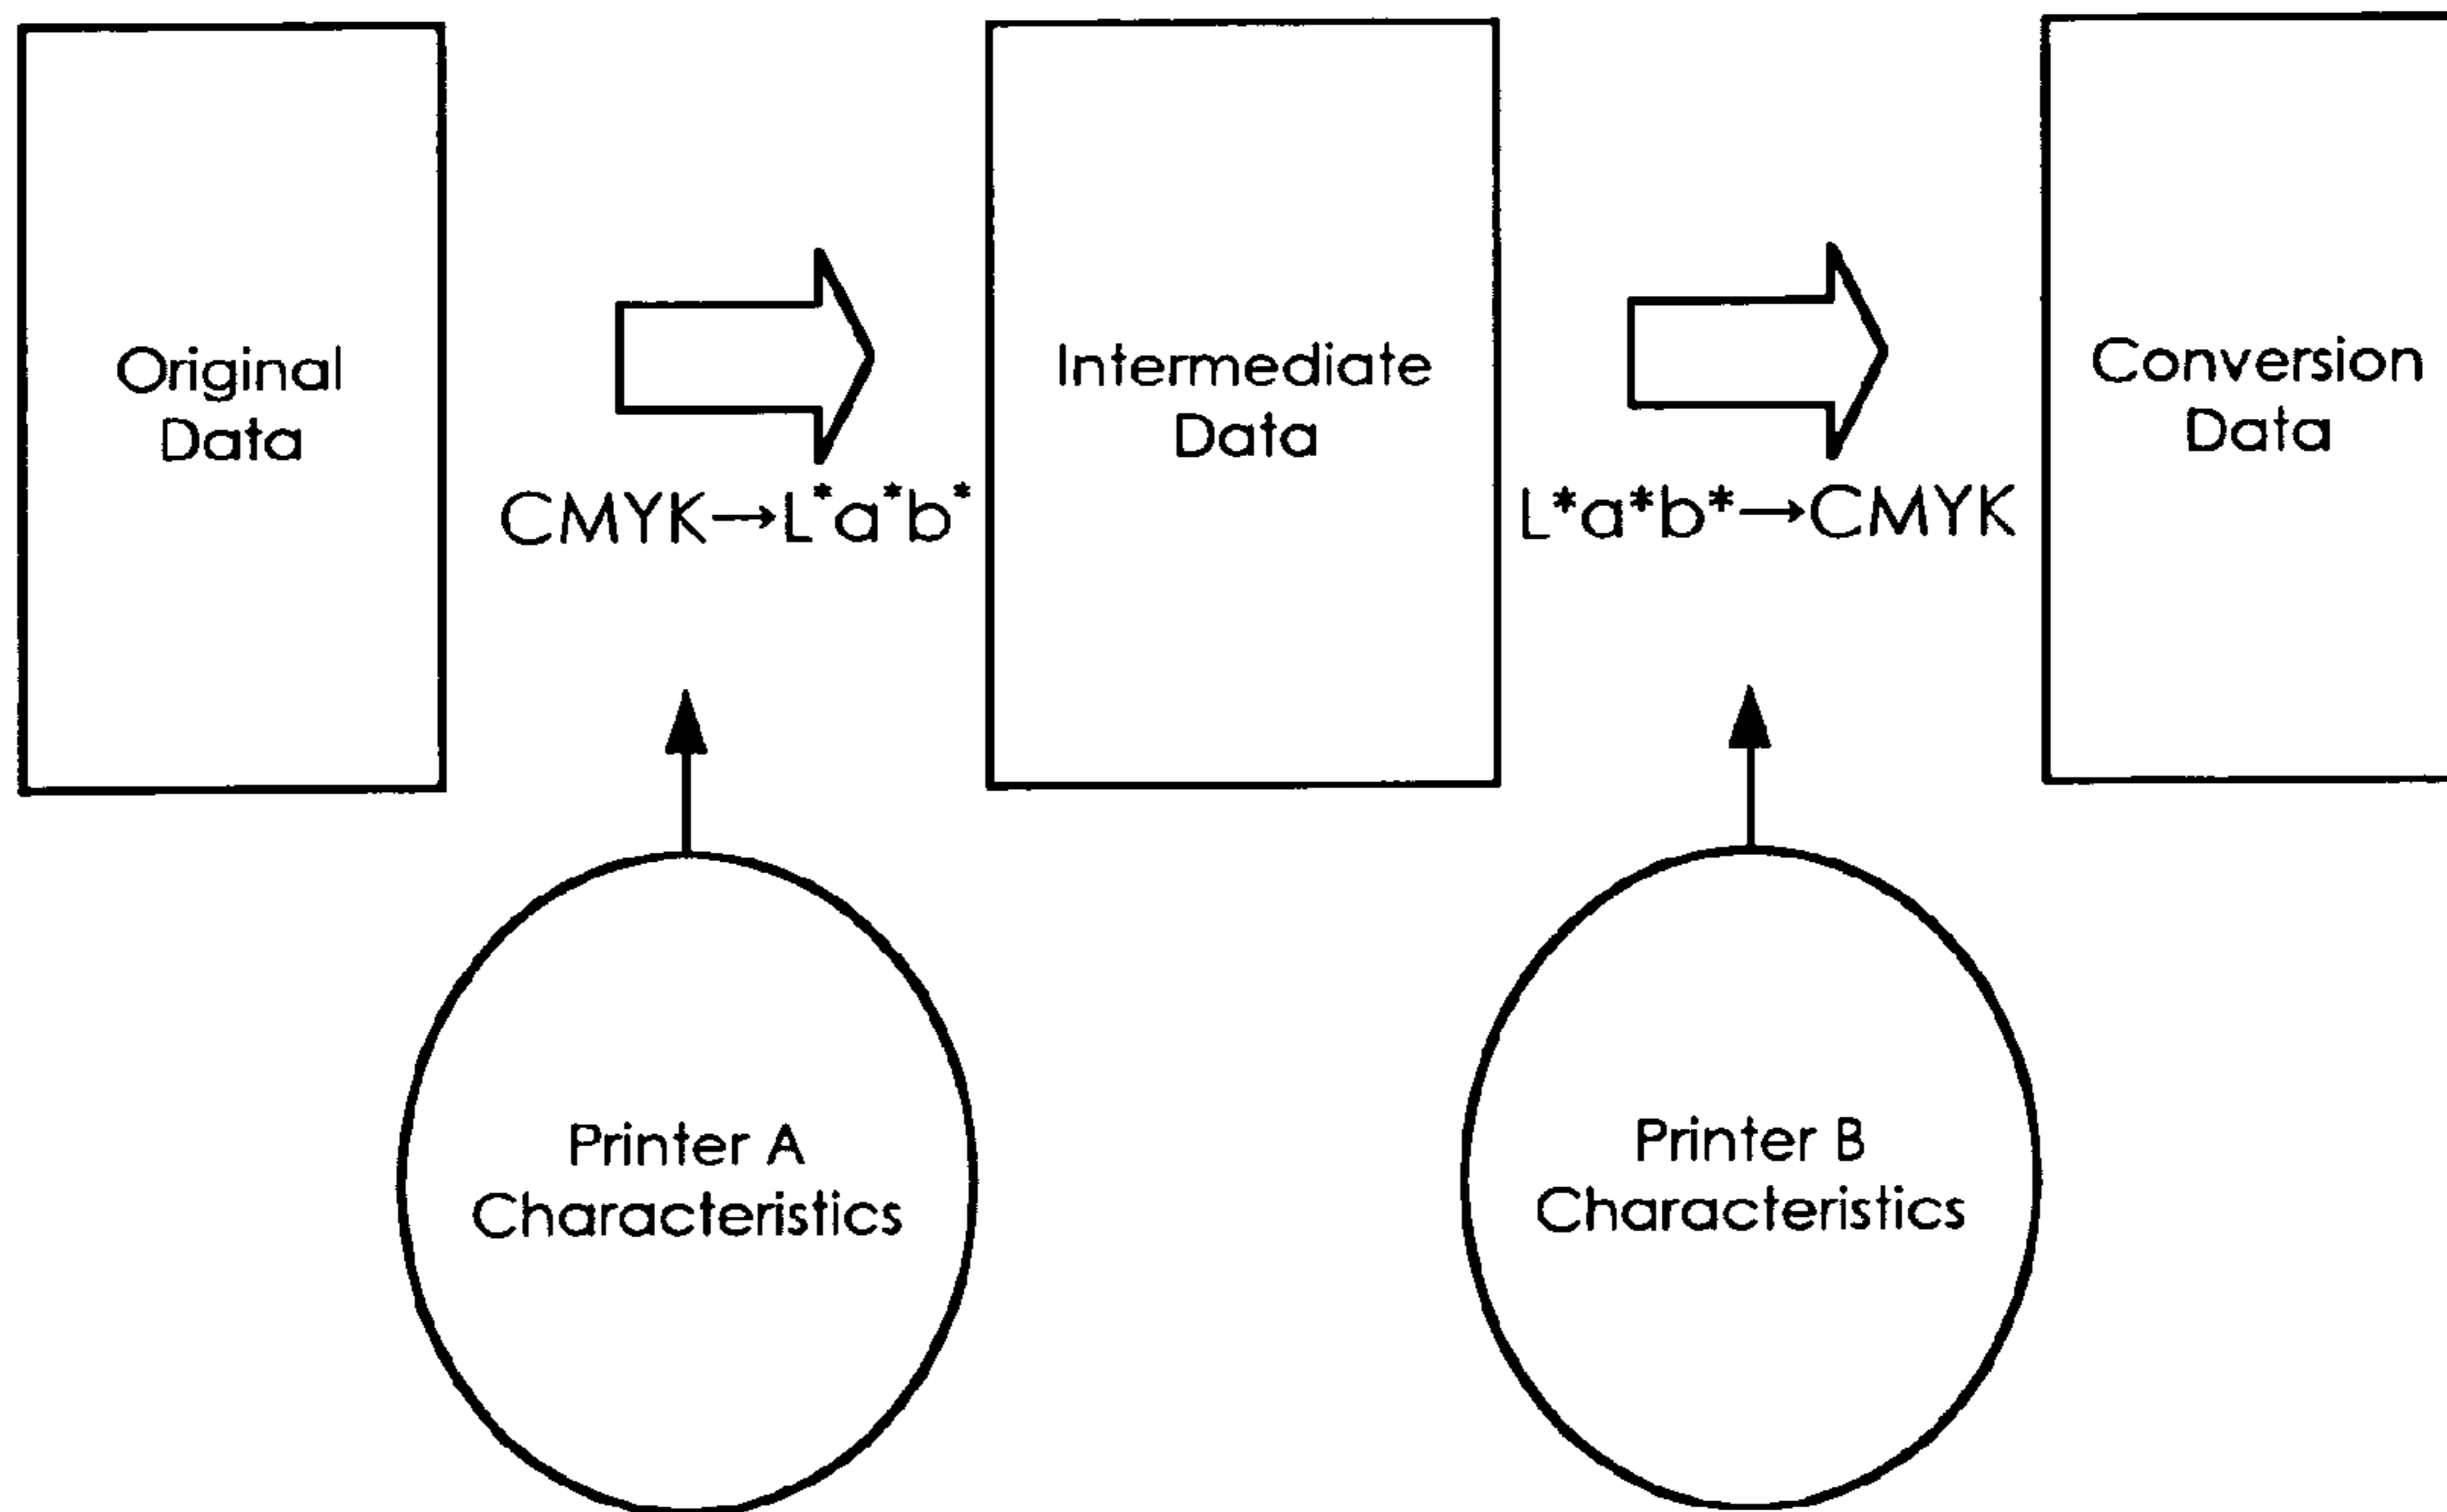 Original
Data
CMYK→L*a*b*
Intermediate
Data
L*a*b*→CMYK
Conversion
Data
Printer A
Characteristics
Printer B
Characteristics